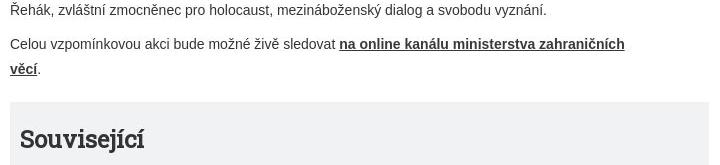 Řehák, zvláštní zmocněnec pro holocaust, mezináboženský dialog a svobodu vyznání.
Celou vzpomínkovou akci bude možné živě sledovat na online kanálu ministerstva zahraničních
věcí.
Související